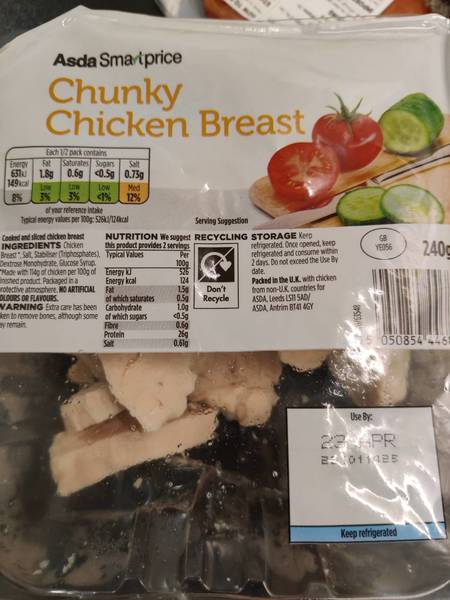 Asda Smartprice
Chunky
Chicken Breast
Each 1/2 pack contains
Energy Fat Saturates Sugars Salt
631kJ 1.8g 0.6g <0.5g 0.73g
149kcal Low Low Low Med
8% 3% 3% <1% 12%
of your reference intake
Typical energy values per 100g: 526kJ/124kcal
Serving Suggestion
Cooked and sliced chicken breast
INGREDIENTS Chicken
Breast*, Salt, Stabiliser (Triphosphates),
Dextrose Monohydrate, Glucose Syrup.
*Made with 114g of chicken per 100g of
finished product. Packaged in a
protective atmosphere. NO ARTIFICIAL
COLOURS OR FLAVOURS.
WARNING Extra care has been
taken to remove bones, although some
may remain.
NUTRITION We suggest
this product provides 2 servings
Typical Values Per
100g
Energy kJ 526
Energy kcal 124
Fat 1.5g
of which saturates 0.5g
Carbohydrate 1.0g
of which sugars <0.5g
Fibre 0.6g
Protein 26g
Salt 0.61g
RECYCLING
Don't
Recycle
STORAGE Keep
refrigerated. Once opened, keep
refrigerated and consume within
2 days. Do not exceed the Use By
date.
Packed in the U.K. with chicken
from non-U.K. countries for
ASDA, Leeds LS11 5AD/
ASDA, Antrim BT41 4GY
GB
YE056
240g
5 050854 446
Use By:
23 APR
Keep refrigerated